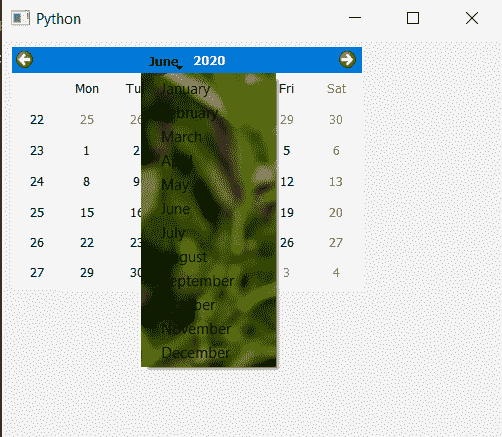 Python
June 2020
Mon Tu Fri Sat
22 25 26 29 30
23 1 2 5 6
24 8 9 12 13
25 15 16 19 20
26 22 23 26 27
27 29 30 3 4
January
February
March
April
May
June
July
August
September
November
December